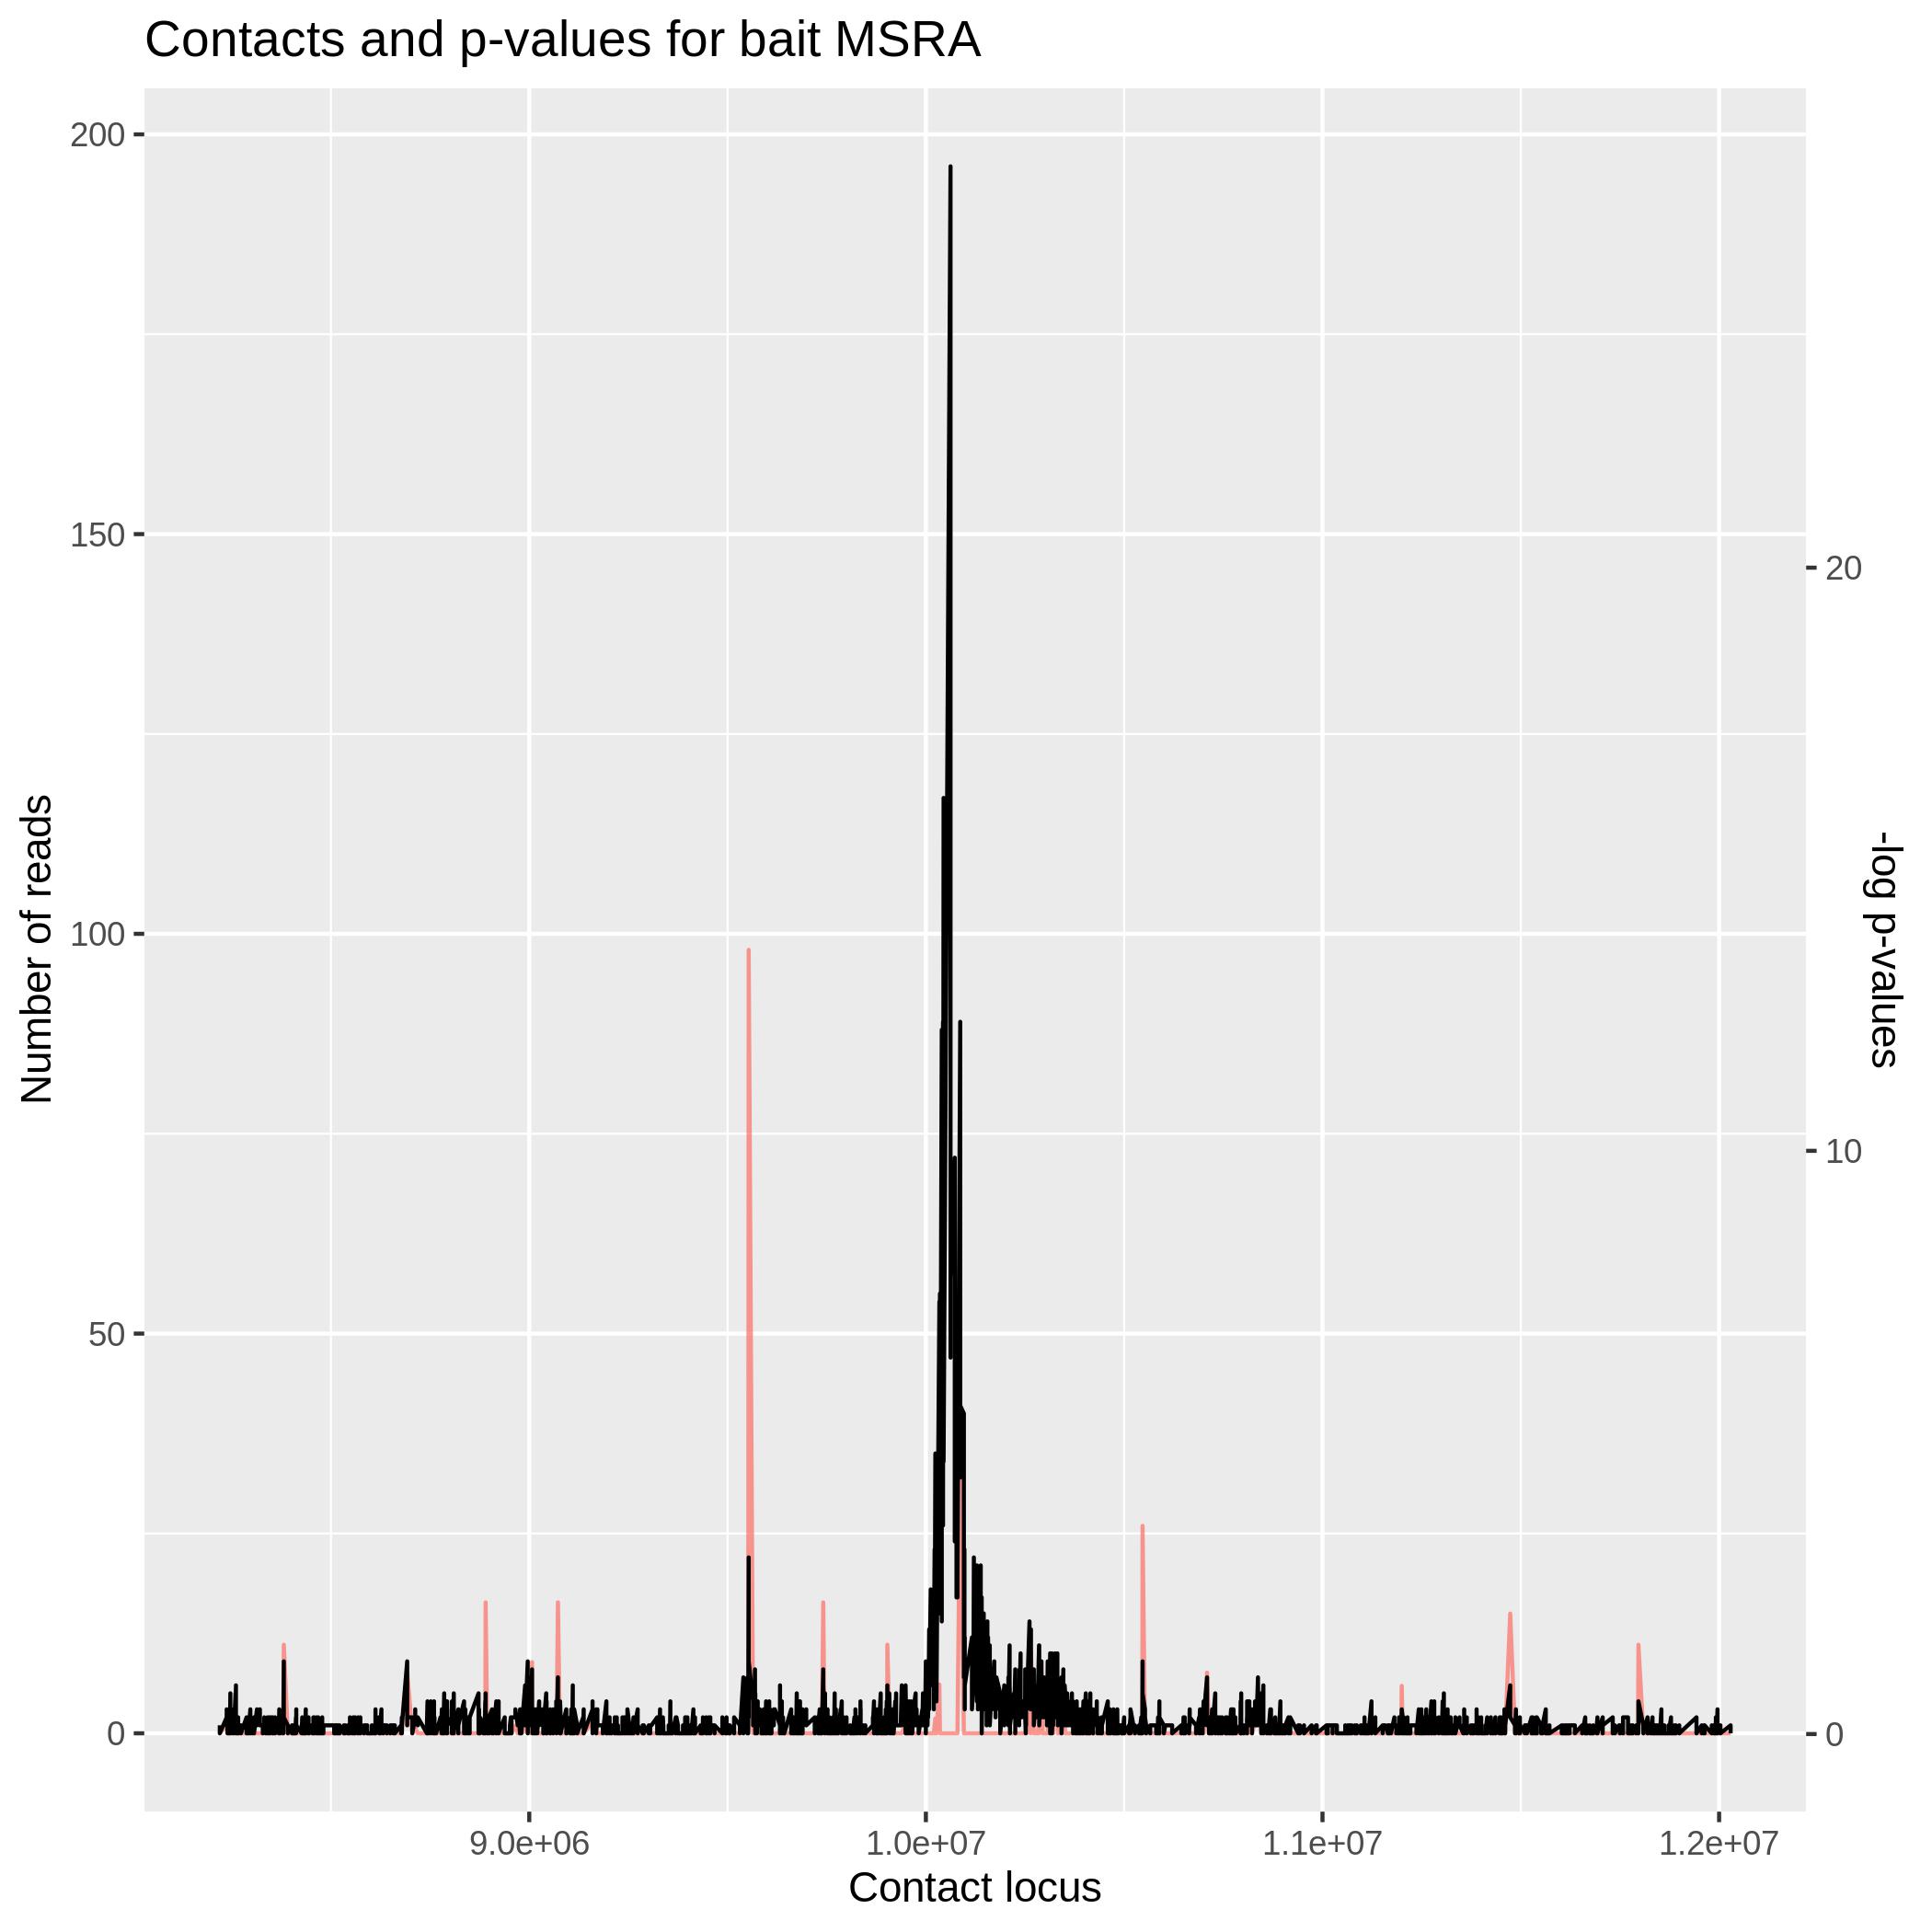 Contacts and p-values for bait MSRA
200
150
100
50
0
Number of reads
20
10
0
-log p-values
9.0e+06 1.0e+07 1.1e+07 1.2e+07
Contact locus